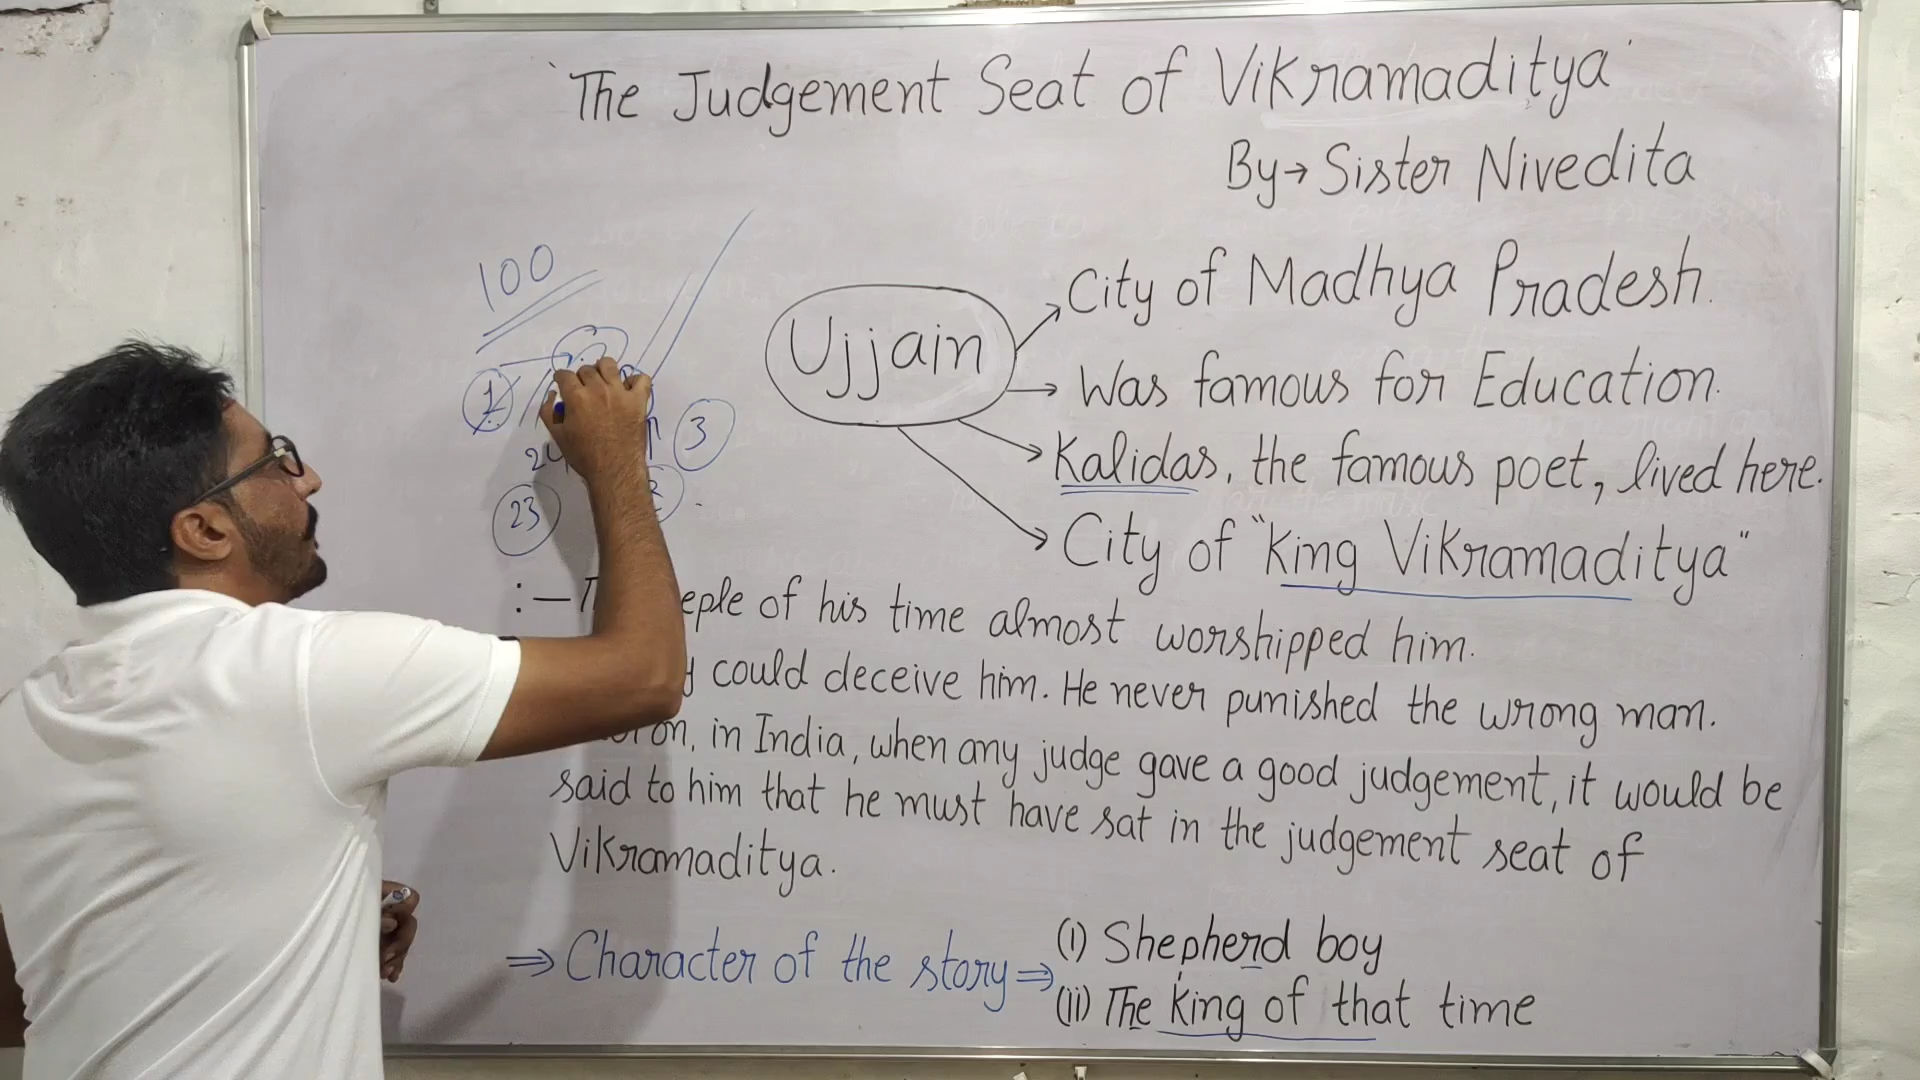 'The Judgement Seat of Vikramaditya'
By→ Sister Nivedita
100
1
3
24
2
23
Ujjain
City of Madhya Pradesh.
Was famous for Education.
Kalidas, the famous poet, lived here.
City of "King Vikramaditya"
:— eple of his time almost worshipped him.
could deceive him. He never punished the wrong man.
on, in India, when any judge gave a good judgement, it would be
said to him that he must have sat in the judgement seat of
Vikramaditya.
⇒ Character of the story ⇒ (i) Shepherd boy
(ii) The king of that time